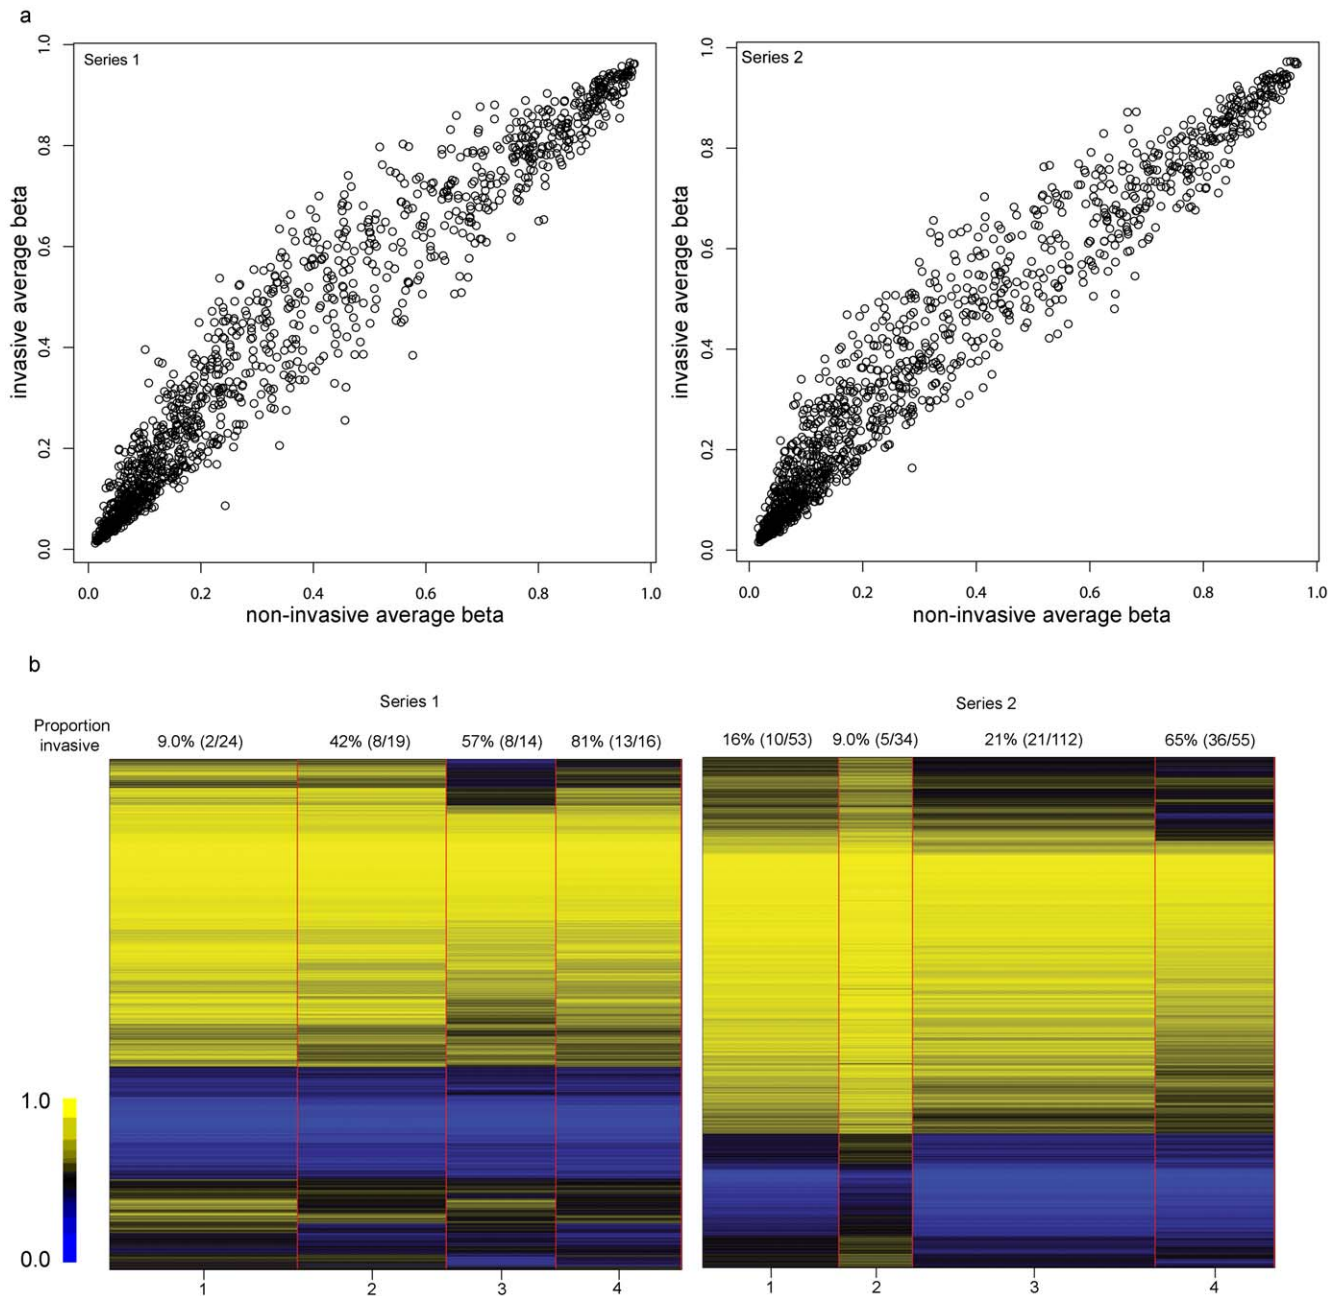 a
Series 1
1.0
0.8
0.6
0.4
0.2
0.0
invasive average beta
0.0 0.2 0.4 0.6 0.8 1.0
non-invasive average beta
Series 2
1.0
0.8
0.6
0.4
0.2
0.0
invasive average beta
0.0 0.2 0.4 0.6 0.8 1.0
non-invasive average beta
b
Series 1
Proportion
invasive
9.0% (2/24) 42% (8/19) 57% (8/14) 81% (13/16)
1.0
0.0
1 2 3 4
Series 2
16% (10/53) 9.0% (5/34) 21% (21/112) 65% (36/55)
1 2 3 4